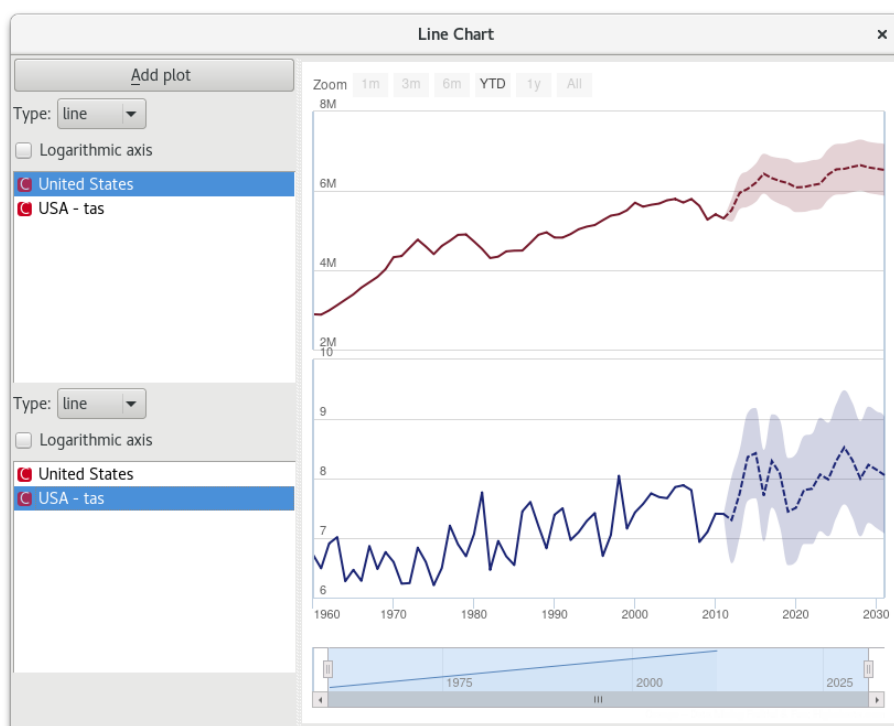 Line Chart ×
Add plot
Type: line
Logarithmic axis
United States
USA - tas
Type: line
Logarithmic axis
United States
USA - tas
Zoom 1m 3m 6m YTD 1y All
8M
6M
4M
2M
10
9
8
7
6
1960 1970 1980 1990 2000 2010 2020 2030
1975 2000 2025